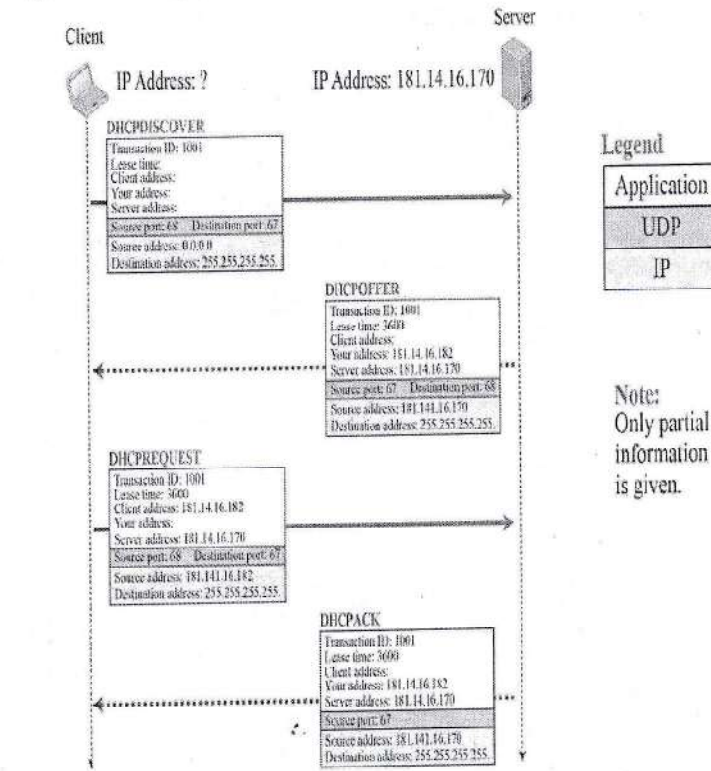 Client
Server
IP Address: ?
IP Address: 181.14.16.170
DHCPDISCOVER
Transaction ID: 1001
Lease time:
Client address:
Your address:
Server address:
Source port: 68 Destination port: 67
Source address: 0.0.0.0
Destination address: 255.255.255.255.
Legend
Application
UDP
IP
DHCPOFFER
Transaction ID: 1001
Lease time: 3600
Client address:
Your address: 181.14.16.182
Server address: 181.14.16.170
Source port: 67 Destination port: 68
Source address: 181.141.16.170
Destination address: 255.255.255.255.
Note:
Only partial
information
is given.
DHCPREQUEST
Transaction ID: 1001
Lease time: 3600
Client address: 181.14.16.182
Your address:
Server address: 181.14.16.170
Source port: 68 Destination port: 67
Source address: 181.141.16.182
Destination address: 255.255.255.255.
DHCPACK
Transaction ID: 1001
Lease time: 3600
Client address:
Your address: 181.14.16.182
Server address: 181.14.16.170
Source port: 67
Source address: 181.141.16.170
Destination address: 255.255.255.255.